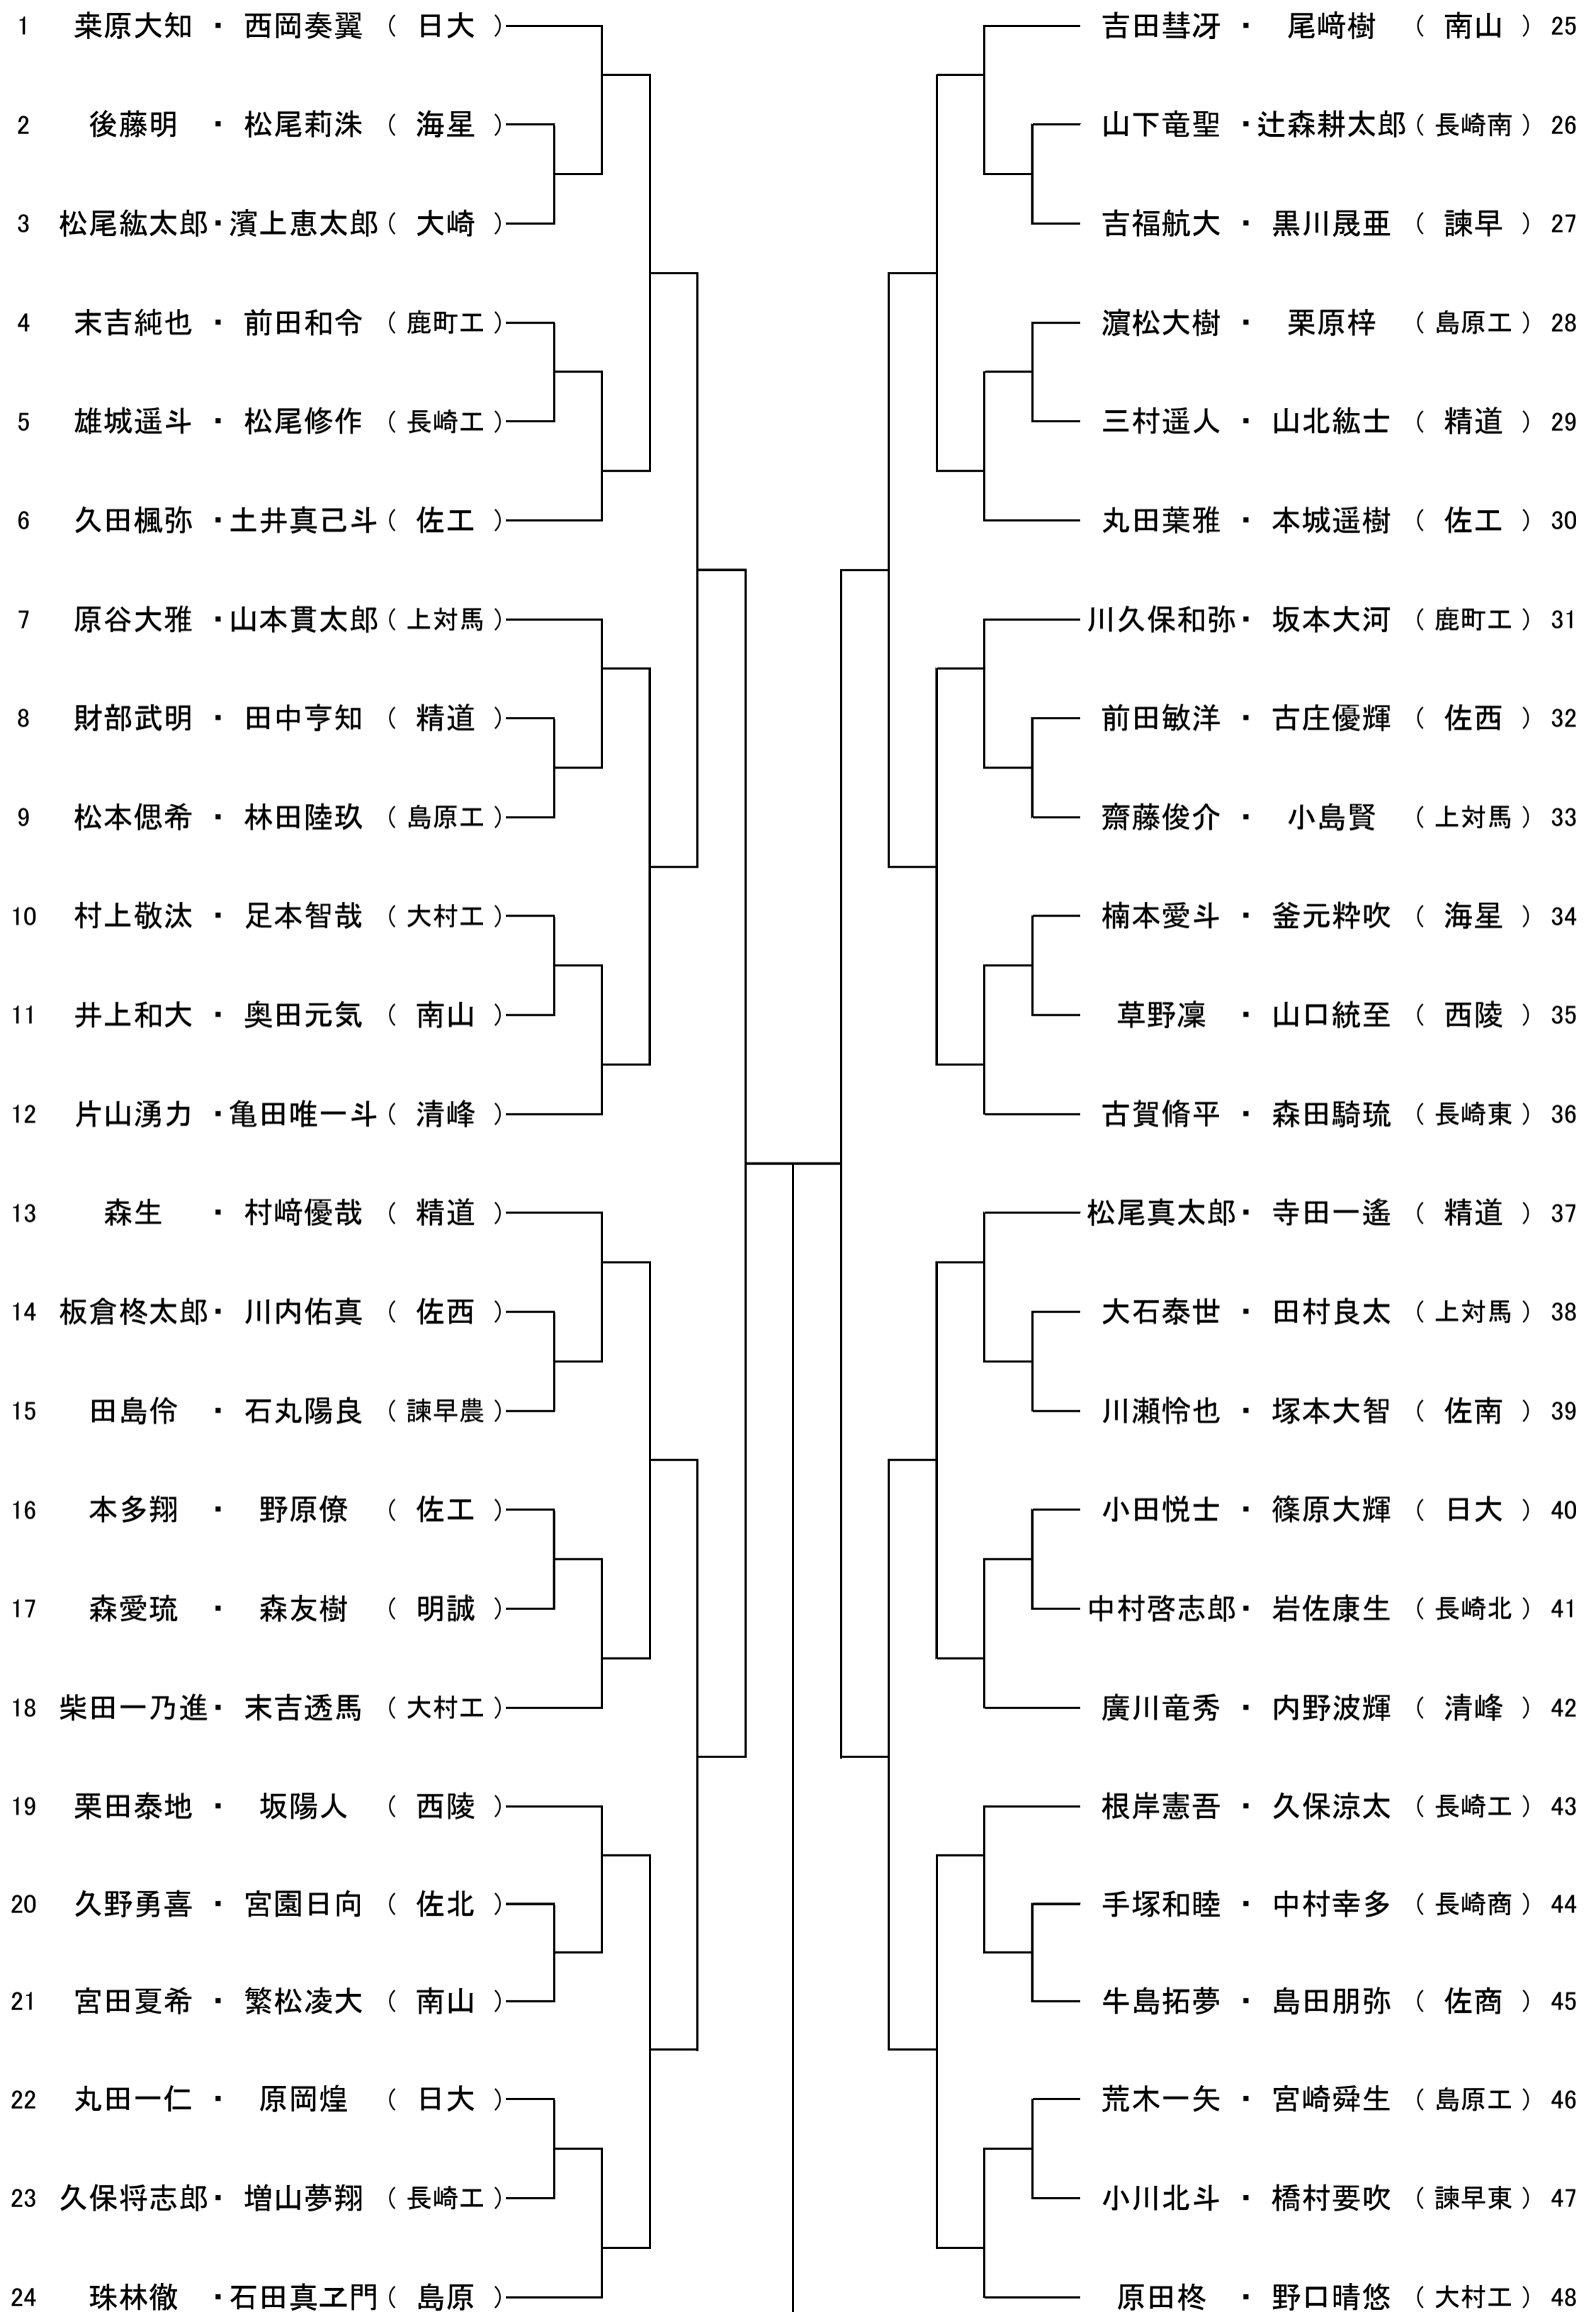 1 桒原大知 ・ 西岡奏翼 （ 日大 ）
2 後藤明 ・ 松尾莉洙 （ 海星 ）
3 松尾紘太郎・濱上恵太郎（ 大崎 ）
4 末吉純也 ・ 前田和令 （ 鹿町工 ）
5 雄城遥斗 ・ 松尾修作 （ 長崎工 ）
6 久田楓弥 ・土井真己斗（ 佐工 ）
7 原谷大雅 ・山本貫太郎（ 上対馬 ）
8 財部武明 ・ 田中亨知 （ 精道 ）
9 松本偲希 ・ 林田陸玖 （ 島原工 ）
10 村上敬汰 ・ 足本智哉 （ 大村工 ）
11 井上和大 ・ 奥田元気 （ 南山 ）
12 片山湧力 ・亀田唯一斗（ 清峰 ）
13 森生 ・ 村﨑優哉 （ 精道 ）
14 板倉柊太郎・ 川内佑真 （ 佐西 ）
15 田島伶 ・ 石丸陽良 （ 諫早農 ）
16 本多翔 ・ 野原僚 （ 佐工 ）
17 森愛琉 ・ 森友樹 （ 明誠 ）
18 柴田一乃進・ 末吉透馬 （ 大村工 ）
19 栗田泰地 ・ 坂陽人 （ 西陵 ）
20 久野勇喜 ・ 宮園日向 （ 佐北 ）
21 宮田夏希 ・ 繁松凌大 （ 南山 ）
22 丸田一仁 ・ 原岡煌 （ 日大 ）
23 久保将志郎・ 増山夢翔 （ 長崎工 ）
24 珠林徹 ・石田真ヱ門（ 島原 ）
吉田彗冴 ・ 尾﨑樹 （ 南山 ） 25
山下竜聖 ・辻森耕太郎（ 長崎南 ） 26
吉福航大 ・ 黒川晟亜 （ 諫早 ） 27
濵松大樹 ・ 栗原梓 （ 島原工 ） 28
三村遥人 ・ 山北紘士 （ 精道 ） 29
丸田葉雅 ・ 本城遥樹 （ 佐工 ） 30
川久保和弥・ 坂本大河 （ 鹿町工 ） 31
前田敏洋 ・ 古庄優輝 （ 佐西 ） 32
齋藤俊介 ・ 小島賢 （ 上対馬 ） 33
楠本愛斗 ・ 釜元粋吹 （ 海星 ） 34
草野凜 ・ 山口統至 （ 西陵 ） 35
古賀脩平 ・ 森田騎琉 （ 長崎東 ） 36
松尾真太郎・ 寺田一遙 （ 精道 ） 37
大石泰世 ・ 田村良太 （ 上対馬 ） 38
川瀬怜也 ・ 塚本大智 （ 佐南 ） 39
小田悦士 ・ 篠原大輝 （ 日大 ） 40
中村啓志郎・ 岩佐康生 （ 長崎北 ） 41
廣川竜秀 ・ 内野波輝 （ 清峰 ） 42
根岸憲吾 ・ 久保涼太 （ 長崎工 ） 43
手塚和睦 ・ 中村幸多 （ 長崎商 ） 44
牛島拓夢 ・ 島田朋弥 （ 佐商 ） 45
荒木一矢 ・ 宮崎舜生 （ 島原工 ） 46
小川北斗 ・ 橋村要吹 （ 諫早東 ） 47
原田柊 ・ 野口晴悠 （ 大村工 ） 48